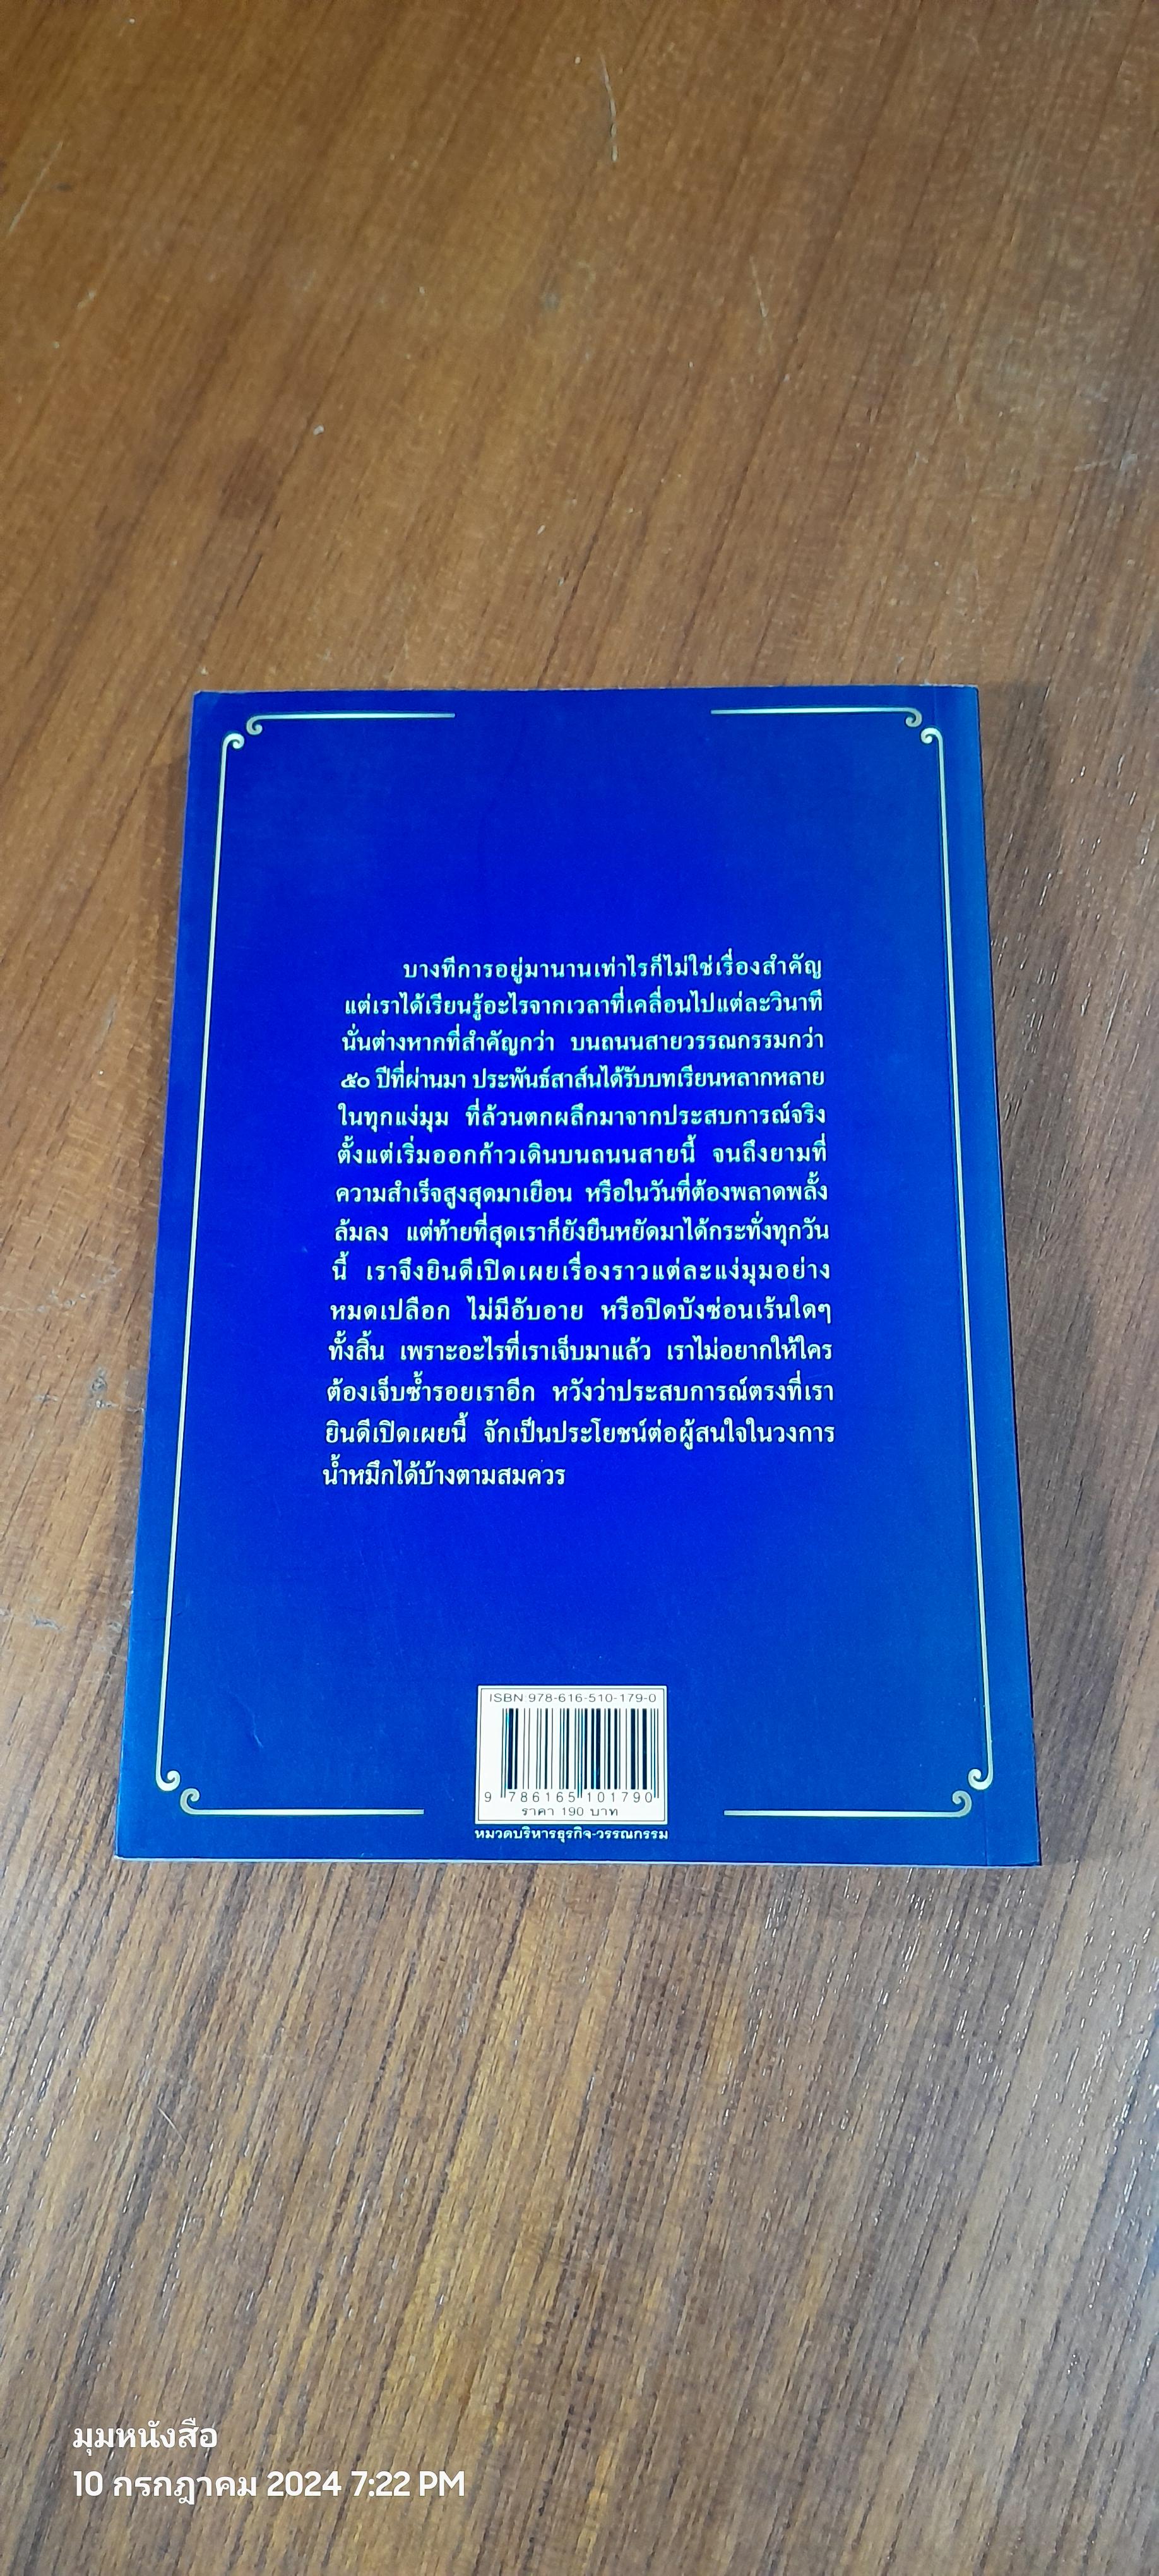 บางทีการอยู่มานานเท่าไรก็ไม่ใช่เรื่องสำคัญ
แต่เราได้เรียนรู้อะไรจากเวลาที่เคลื่อนไปแต่ละวินาที
นั่นต่างหากที่สำคัญกว่า บนถนนสายวรรณกรรมกว่า
๕๐ ปีที่ผ่านมา ประพันธ์สาส์นได้รับบทเรียนหลากหลาย
ในทุกแง่มุม ที่ล้วนตกผลึกมาจากประสบการณ์จริง
ตั้งแต่เริ่มออกก้าวเดินบนถนนสายนี้ จนถึงยามที่
ความสำเร็จสูงสุดมาเยือน หรือในวันที่ต้องพลาดพลั้ง
ล้มลง แต่ท้ายที่สุดเราก็ยังยืนหยัดมาได้กระทั่งทุกวัน
นี้ เราจึงยินดีเปิดเผยเรื่องราวแต่ละแง่มุมอย่าง
หมดเปลือก ไม่มีอับอาย หรือปิดบังซ่อนเร้นใดๆ
ทั้งสิ้น เพราะอะไรที่เราเจ็บมาแล้ว เราไม่อยากให้ใคร
ต้องเจ็บซ้ำรอยเราอีก หวังว่าประสบการณ์ตรงที่เรา
ยินดีเปิดเผยนี้ จักเป็นประโยชน์ต่อผู้สนใจในวงการ
น้ำหมึกได้บ้างตามสมควร
ISBN 978-616-510-179-0
9 786165 101790
ราคา 190 บาท
หมวดบริหารธุรกิจ-วรรณกรรม
มุมหนังสือ
10 กรกฎาคม 2024 7:22 PM